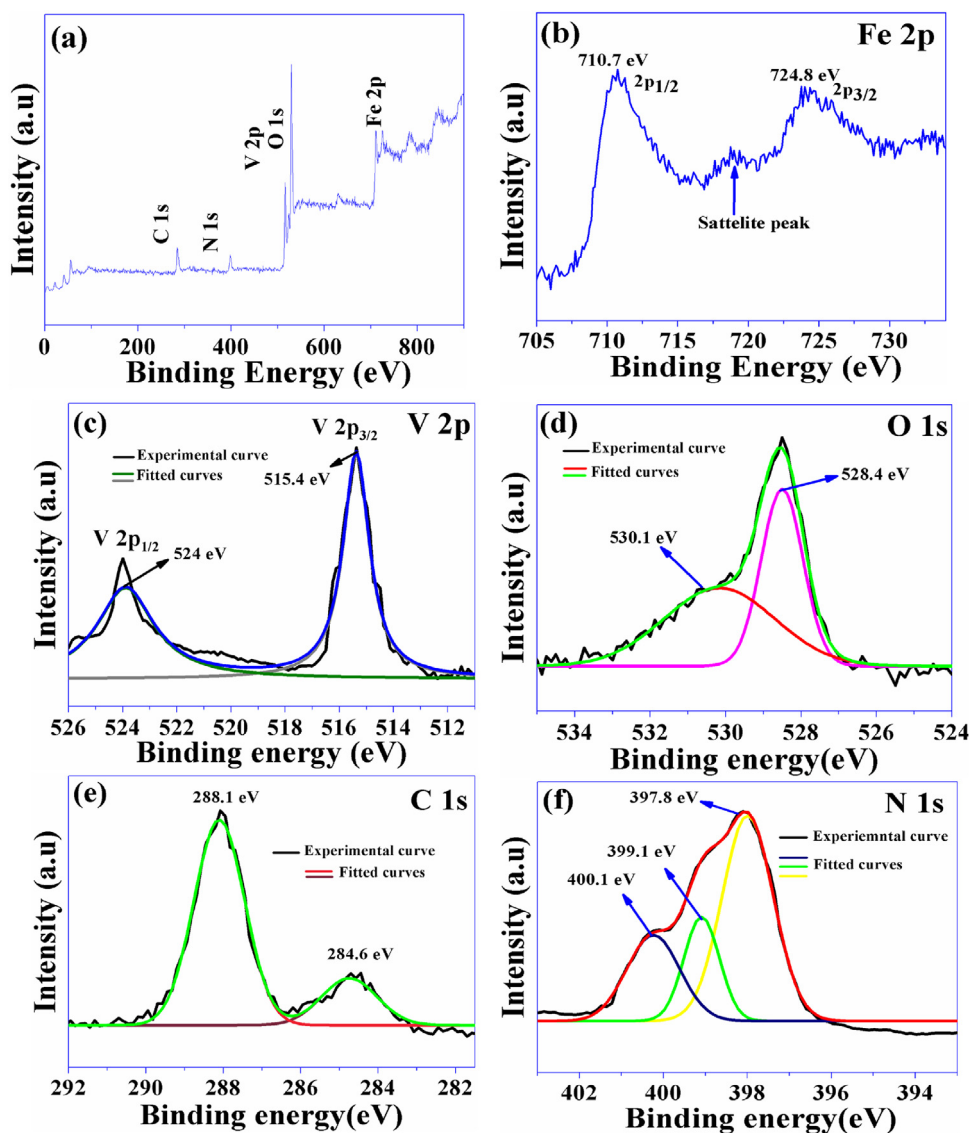 (a)
Intensity (a.u)
C 1s
N 1s
V 2p
O 1s
Fe 2p
0 200 400 600 800
Binding Energy (eV)
(b)
Fe 2p
Intensity (a.u)
710.7 eV
2p1/2
724.8 eV
2p3/2
Sattelite peak
705 710 715 720 725 730
Binding Energy (eV)
(c)
V 2p
Intensity (a.u)
V 2p3/2
Experimental curve
Fitted curves
515.4 eV
V 2p1/2
524 eV
526 524 522 520 518 516 514 512
Binding energy (eV)
(d)
O 1s
Intensity (a.u)
Experimental curve
Fitted curves
528.4 eV
530.1 eV
534 532 530 528 526 524
Binding energy(eV)
(e)
C 1s
Intensity (a.u)
288.1 eV
Experimental curve
Fitted curves
284.6 eV
292 290 288 286 284 282
Binding energy (eV)
(f)
N 1s
Intensity (a.u)
397.8 eV
Experiemntal curve
Fitted curves
399.1 eV
400.1 eV
402 400 398 396 394
Binding energy(eV)